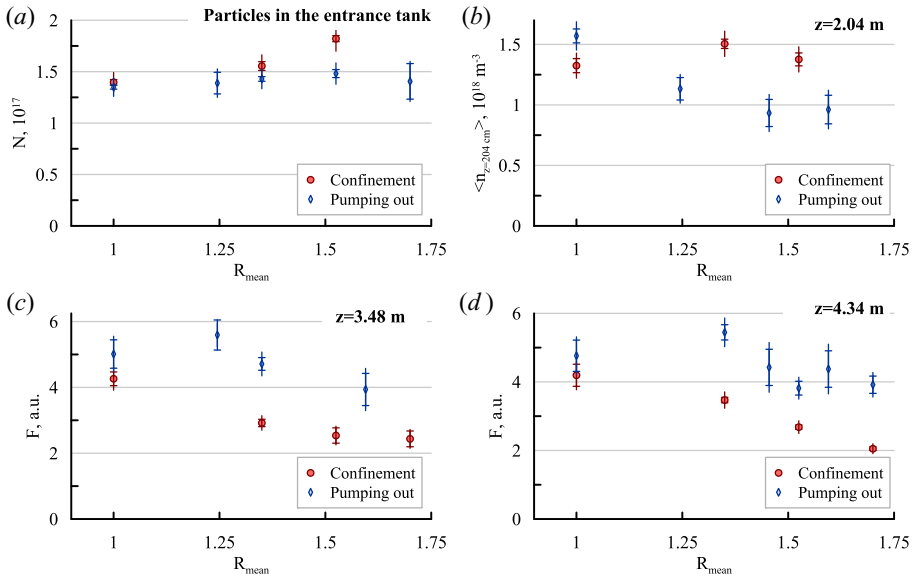 (a)
Particles in the entrance tank
2
1.5
1
1.5
0
N, 10^17
1
1.25
1.5
1.75
R_mean
Confinement
Pumping out
(b)
z=2.04 m
1.5
1
1.5
0
<n_z=204 cm>, 10^18 m^-3
1
1.25
1.5
1.75
R_mean
Confinement
Pumping out
(c)
z=3.48 m
6
4
2
0
F, a.u.
1
1.25
1.5
1.75
R_mean
Confinement
Pumping out
(d)
z=4.34 m
6
4
2
0
F, a.u.
1
1.25
1.5
1.75
R_mean
Confinement
Pumping out